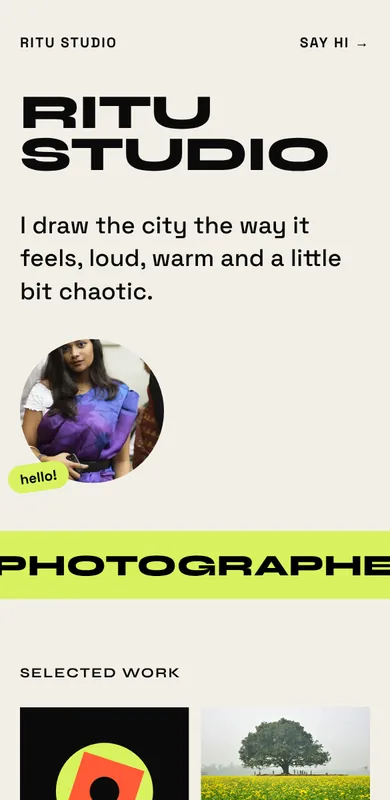 RITU STUDIO
SAY HI →
RITU
STUDIO
I draw the city the way it
feels, loud, warm and a little
bit chaotic.
hello!
PHOTOGRAPHE
SELECTED WORK